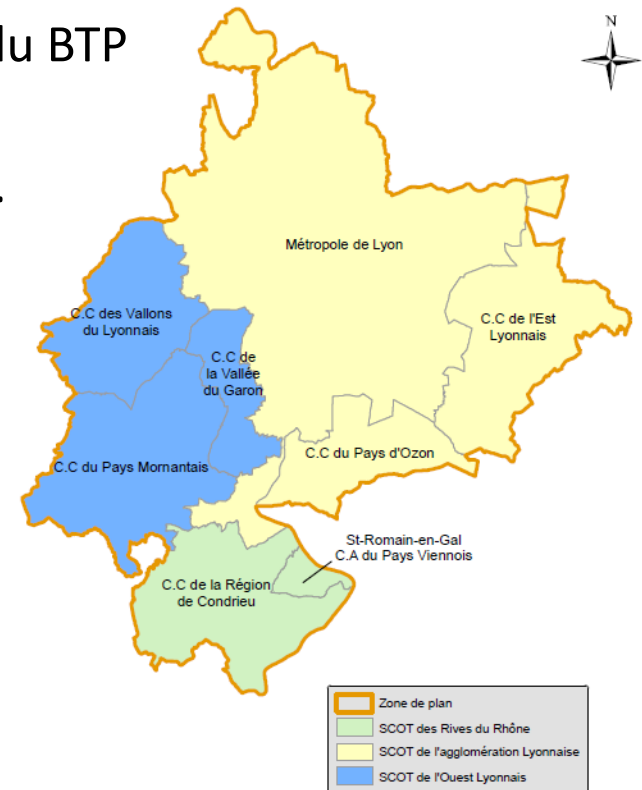 du BTP
.
N
Métropole de Lyon
C.C des Vallons
du Lyonnais
C.C de l'Est
Lyonnais
C.C de
la Vallée
du Garon
C.C du Pays d'Ozon
C.C du Pays Mornantais
St-Romain-en-Gal
C.A du Pays Viennois
C.C de la Région
de Condrieu
Zone de plan
SCOT des Rives du Rhône
SCOT de l'agglomération Lyonnaise
SCOT de l'Ouest Lyonnais